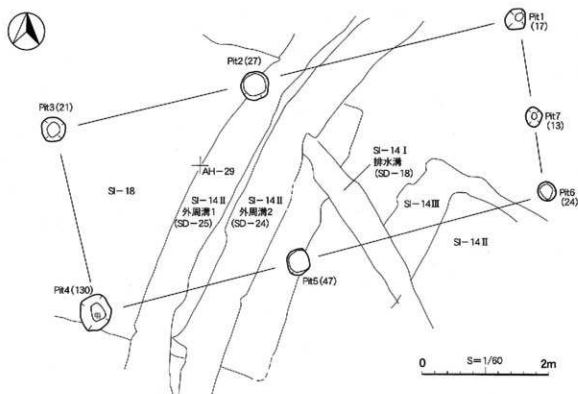 Pit1
(17)
Pit2(27)
Pit3(21)
Pit7
(13)
AH-29
SI-14Ⅰ
排水溝
(SD-18)
SI-18
SI-14Ⅱ
外周溝1
(SD-25)
SI-14Ⅱ
外周溝2
(SD-24)
SI-14Ⅲ
Pit6
(24)
SI-14Ⅱ
Pit4(130)
Pit5(47)
S=1/60
0
2m